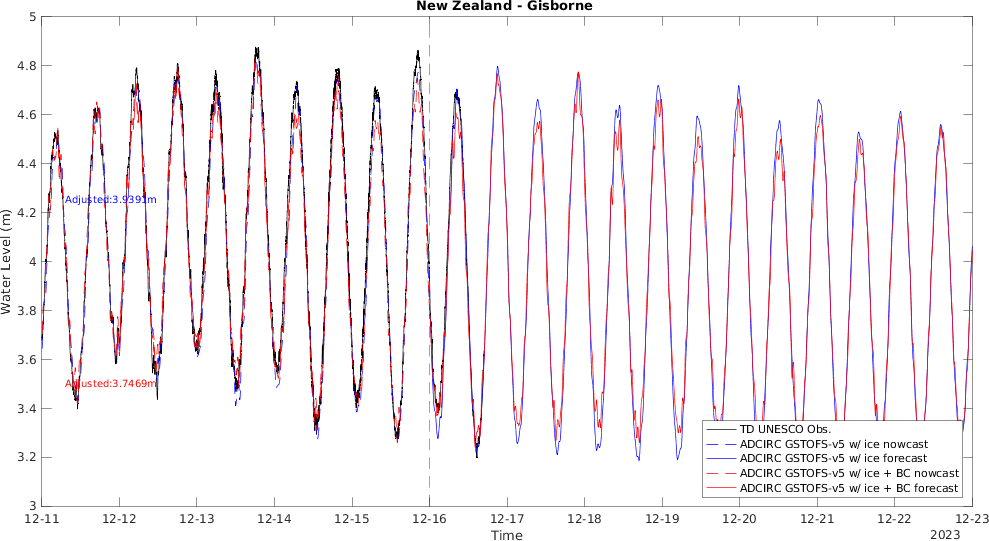 New Zealand - Gisborne
5
4.8
4.6
4.4
4.2
4
3.8
3.6
3.4
3.2
3
Water Level (m)
Adjusted:3.9391m
Adjusted:3.7469m
TD UNESCO Obs.
ADCIRC GSTOFS-v5 w/ ice nowcast
ADCIRC GSTOFS-v5 w/ ice forecast
ADCIRC GSTOFS-v5 w/ ice + BC nowcast
ADCIRC GSTOFS-v5 w/ ice + BC forecast
12-11 12-12 12-13 12-14 12-15 12-16 12-17 12-18 12-19 12-20 12-21 12-22 12-23
Time
2023